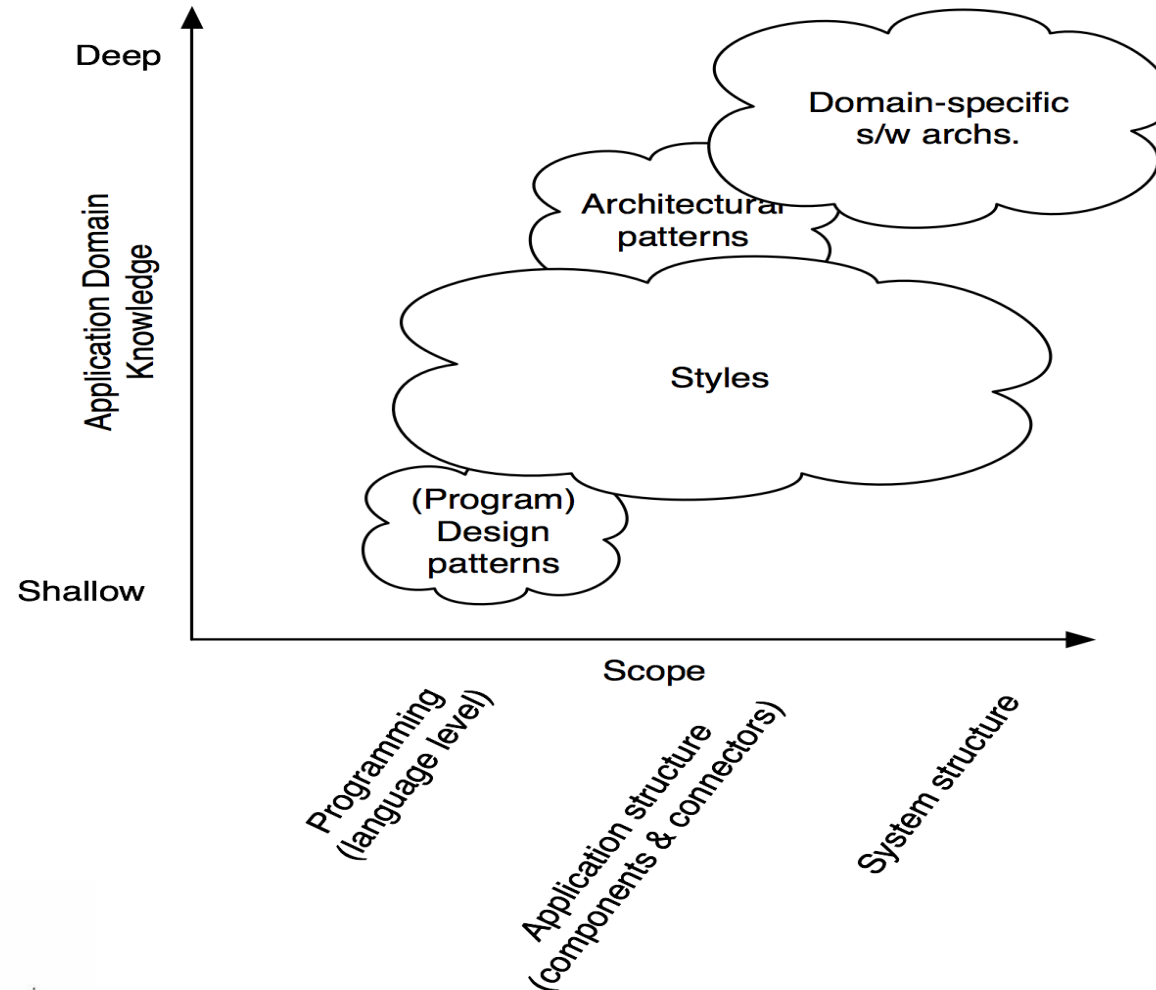 Deep
Domain-specific
s/w archs.
Architectural
patterns
Application Domain
Knowledge
Styles
(Program)
Design
patterns
Shallow
Scope
Programming
(language level)
Application structure
(components & connectors)
System structure